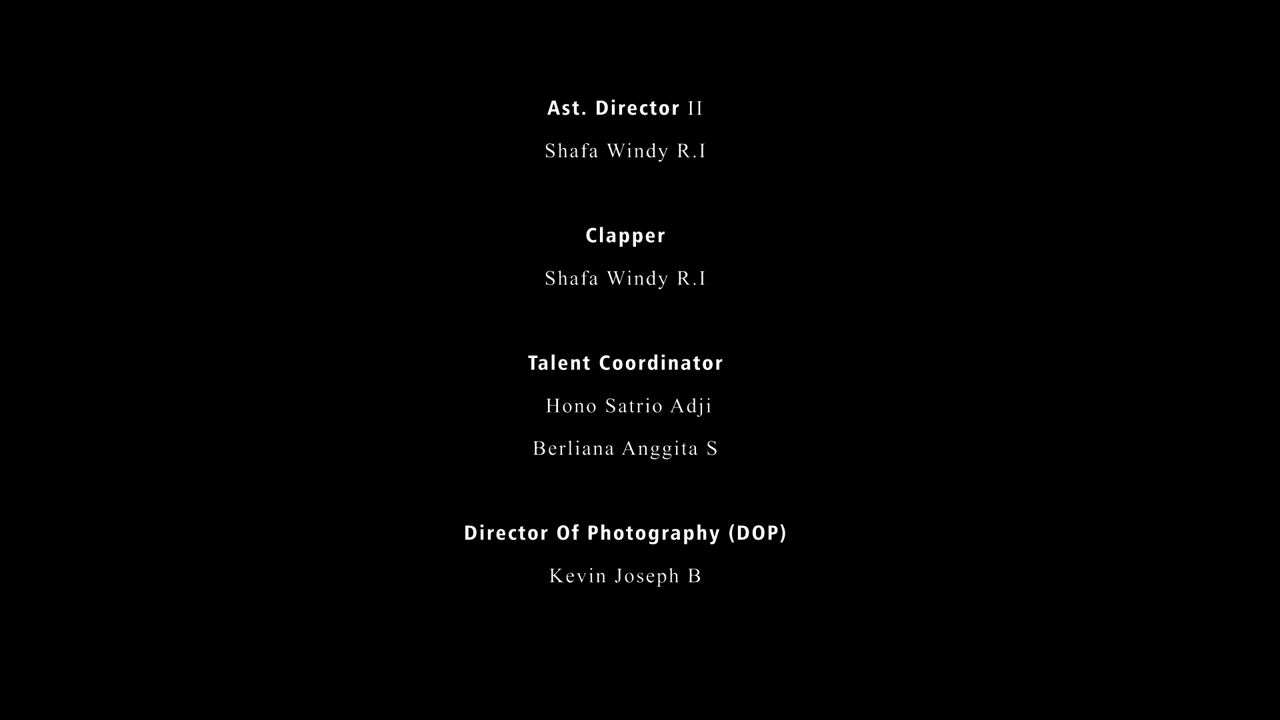 Ast. Director II
Shafa Windy R.I
Clapper
Shafa Windy R.I
Talent Coordinator
Hono Satrio Adji
Berliana Anggita S
Director Of Photography (DOP)
Kevin Joseph B